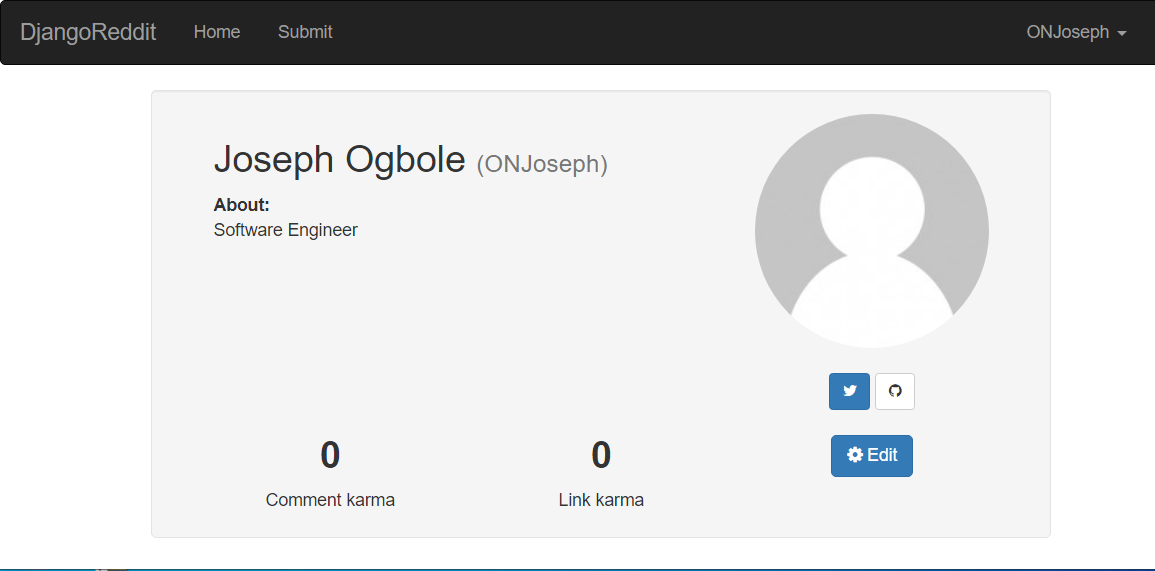 DjangoReddit Home Submit ONJoseph
Joseph Ogbole (ONJoseph)
About:
Software Engineer
0 0 Edit
Comment karma Link karma